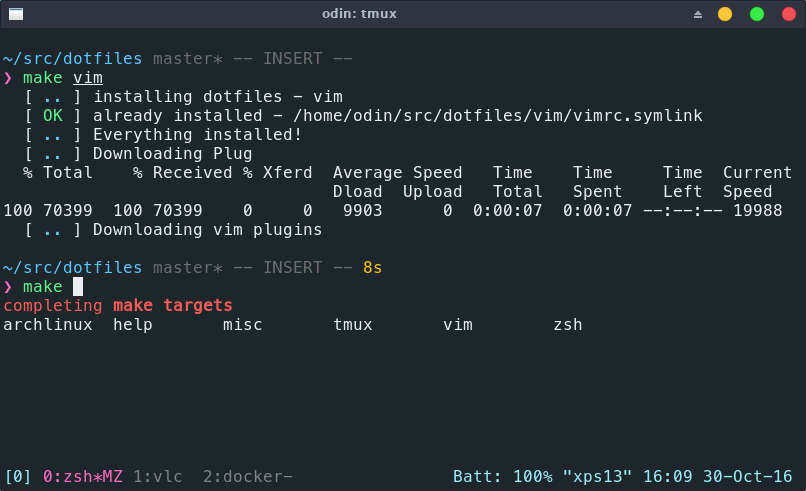 odin: tmux
~/src/dotfiles master* -- INSERT --
❯ make vim
[ .. ] installing dotfiles - vim
[ OK ] already installed - /home/odin/src/dotfiles/vim/vimrc.symlink
[ .. ] Everything installed!
[ .. ] Downloading Plug
% Total    % Received % Xferd  Average Speed   Time    Time     Time  Current
Dload  Upload   Total   Spent    Left  Speed
100 70399  100 70399    0     0   9903      0  0:00:07  0:00:07 --:--:-- 19988
[ .. ] Downloading vim plugins
~/src/dotfiles master* -- INSERT -- 8s
❯ make
completing make targets
archlinux  help       misc       tmux       vim        zsh
[0] 0:zsh*MZ 1:vlc  2:docker-                Batt: 100% "xps13" 16:09 30-Oct-16